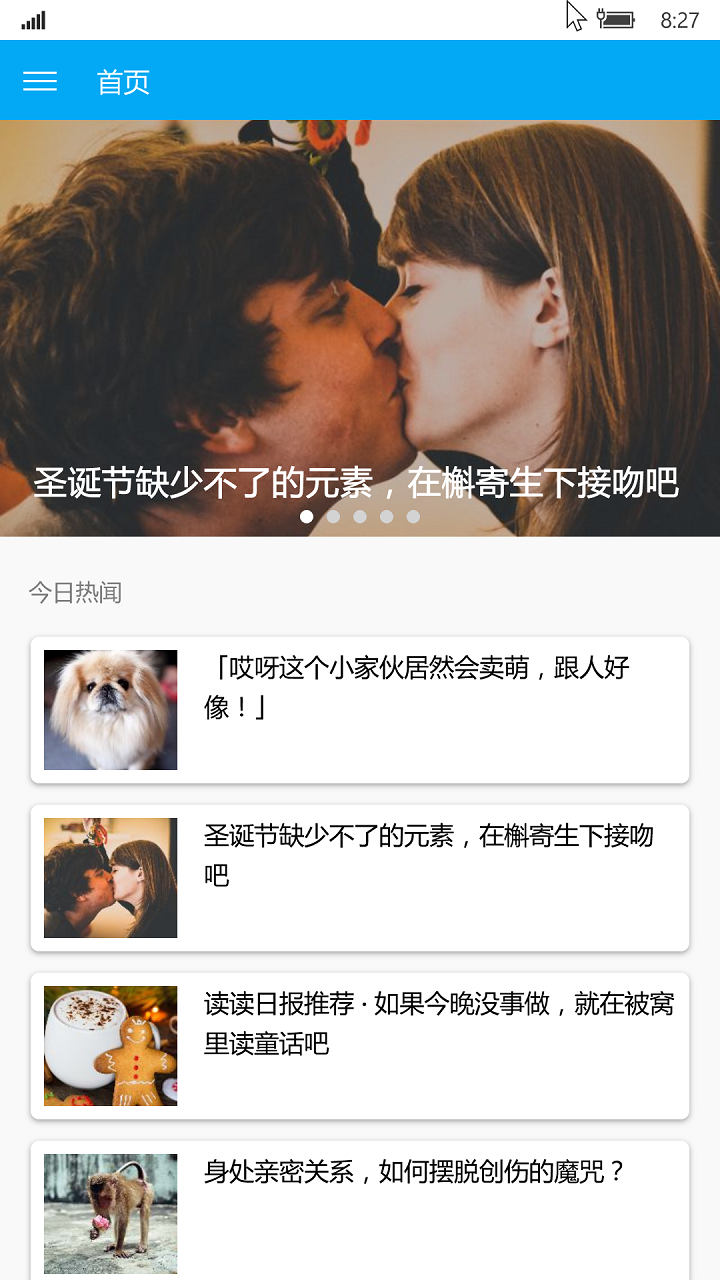 8:27
首页
圣诞节缺少不了的元素，在槲寄生下接吻吧
今日热闻
「哎呀这个小家伙居然会卖萌，跟人好
像！」
圣诞节缺少不了的元素，在槲寄生下接吻
吧
读读日报推荐 · 如果今晚没事做，就在被窝
里读童话吧
身处亲密关系，如何摆脱创伤的魔咒？